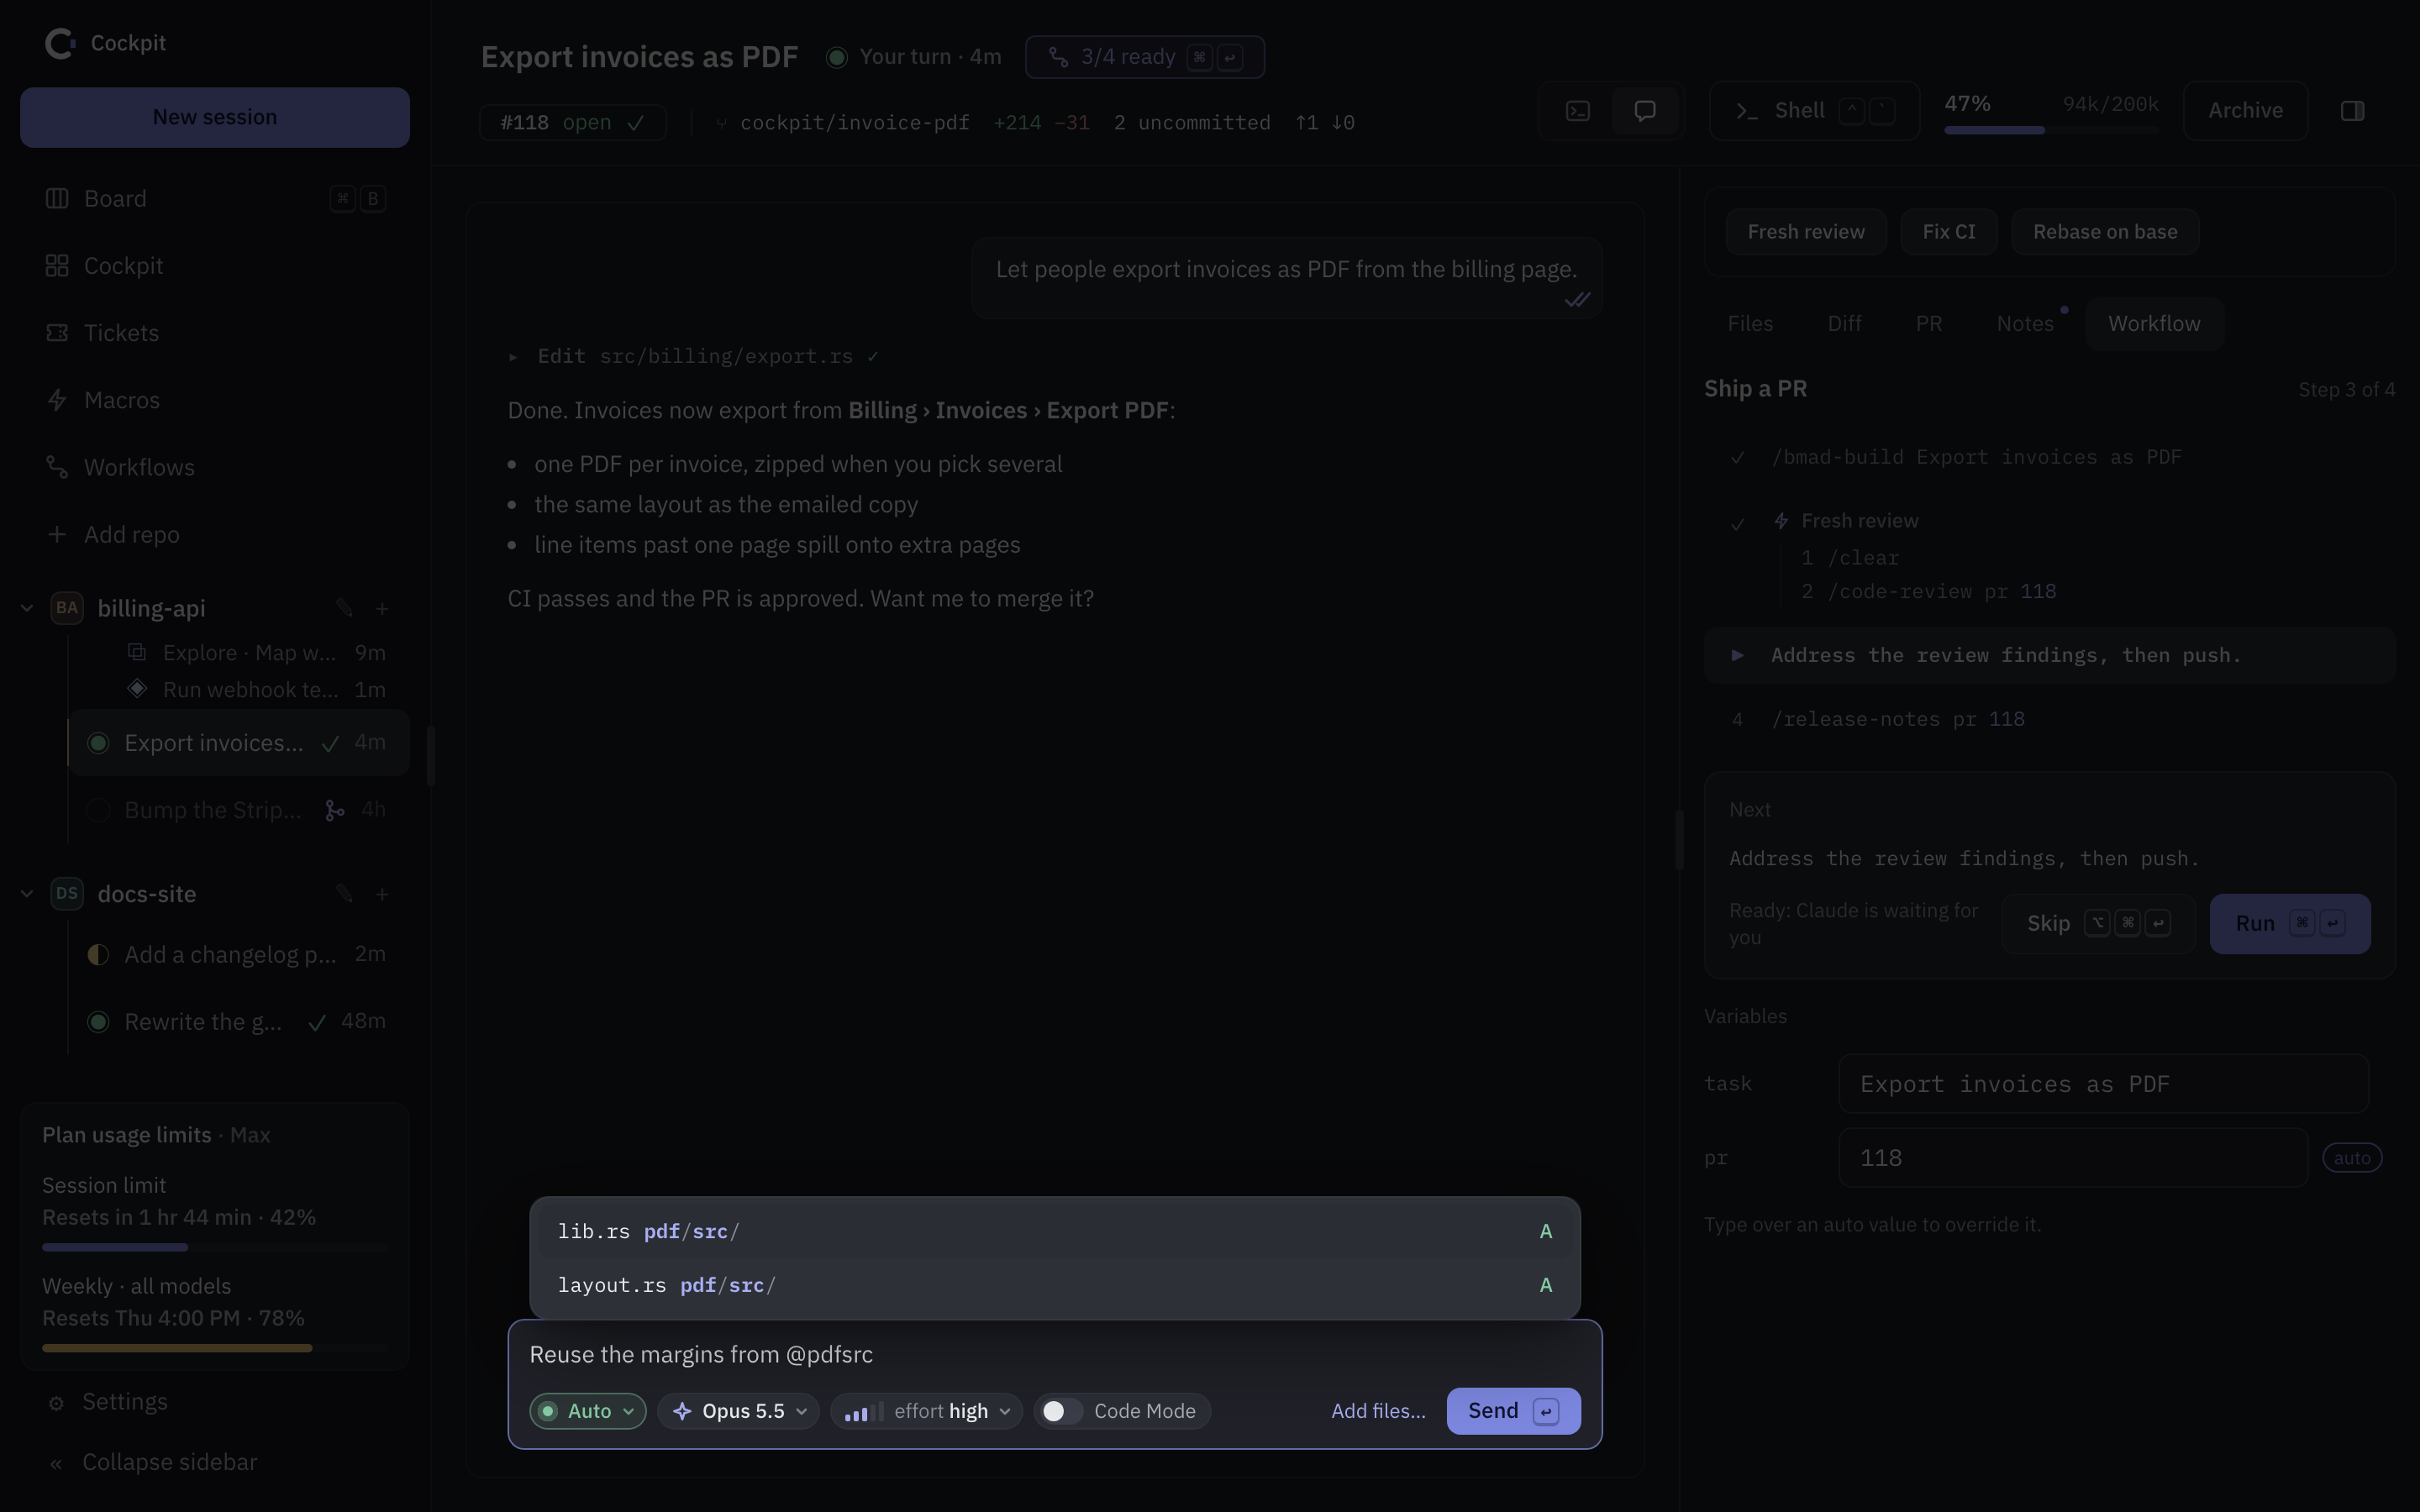 Cockpit
New session
Board ⌘ B
Cockpit
Tickets
Macros
Workflows
Add repo
BA billing-api
Explore · Map w... 9m
Run webhook te... 1m
Export invoices... 4m
Bump the Strip... 4h
DS docs-site
Add a changelog p... 2m
Rewrite the g... 48m
Plan usage limits · Max
Session limit
Resets in 1 hr 44 min · 42%
Weekly · all models
Resets Thu 4:00 PM · 78%
Settings
Collapse sidebar
Export invoices as PDF Your turn · 4m 3/4 ready ⌘ ↩
#118 open ✓ cockpit/invoice-pdf +214 −31 2 uncommitted ↑1 ↓0
Shell ^ ' 47% 94k/200k Archive
Let people export invoices as PDF from the billing page.
▸ Edit src/billing/export.rs ✓
Done. Invoices now export from Billing › Invoices › Export PDF:
• one PDF per invoice, zipped when you pick several
• the same layout as the emailed copy
• line items past one page spill onto extra pages
CI passes and the PR is approved. Want me to merge it?
lib.rs pdf/src/ A
layout.rs pdf/src/ A
Reuse the margins from @pdfsrc
Auto Opus 5.5 effort high Code Mode Add files... Send ↩
Fresh review Fix CI Rebase on base
Files Diff PR Notes Workflow
Ship a PR Step 3 of 4
✓ /bmad-build Export invoices as PDF
✓ Fresh review
1 /clear
2 /code-review pr 118
Address the review findings, then push.
4 /release-notes pr 118
Next
Address the review findings, then push.
Ready: Claude is waiting for
you
Skip ⌥ ⌘ ↩ Run ⌘ ↩
Variables
task Export invoices as PDF
pr 118 auto
Type over an auto value to override it.